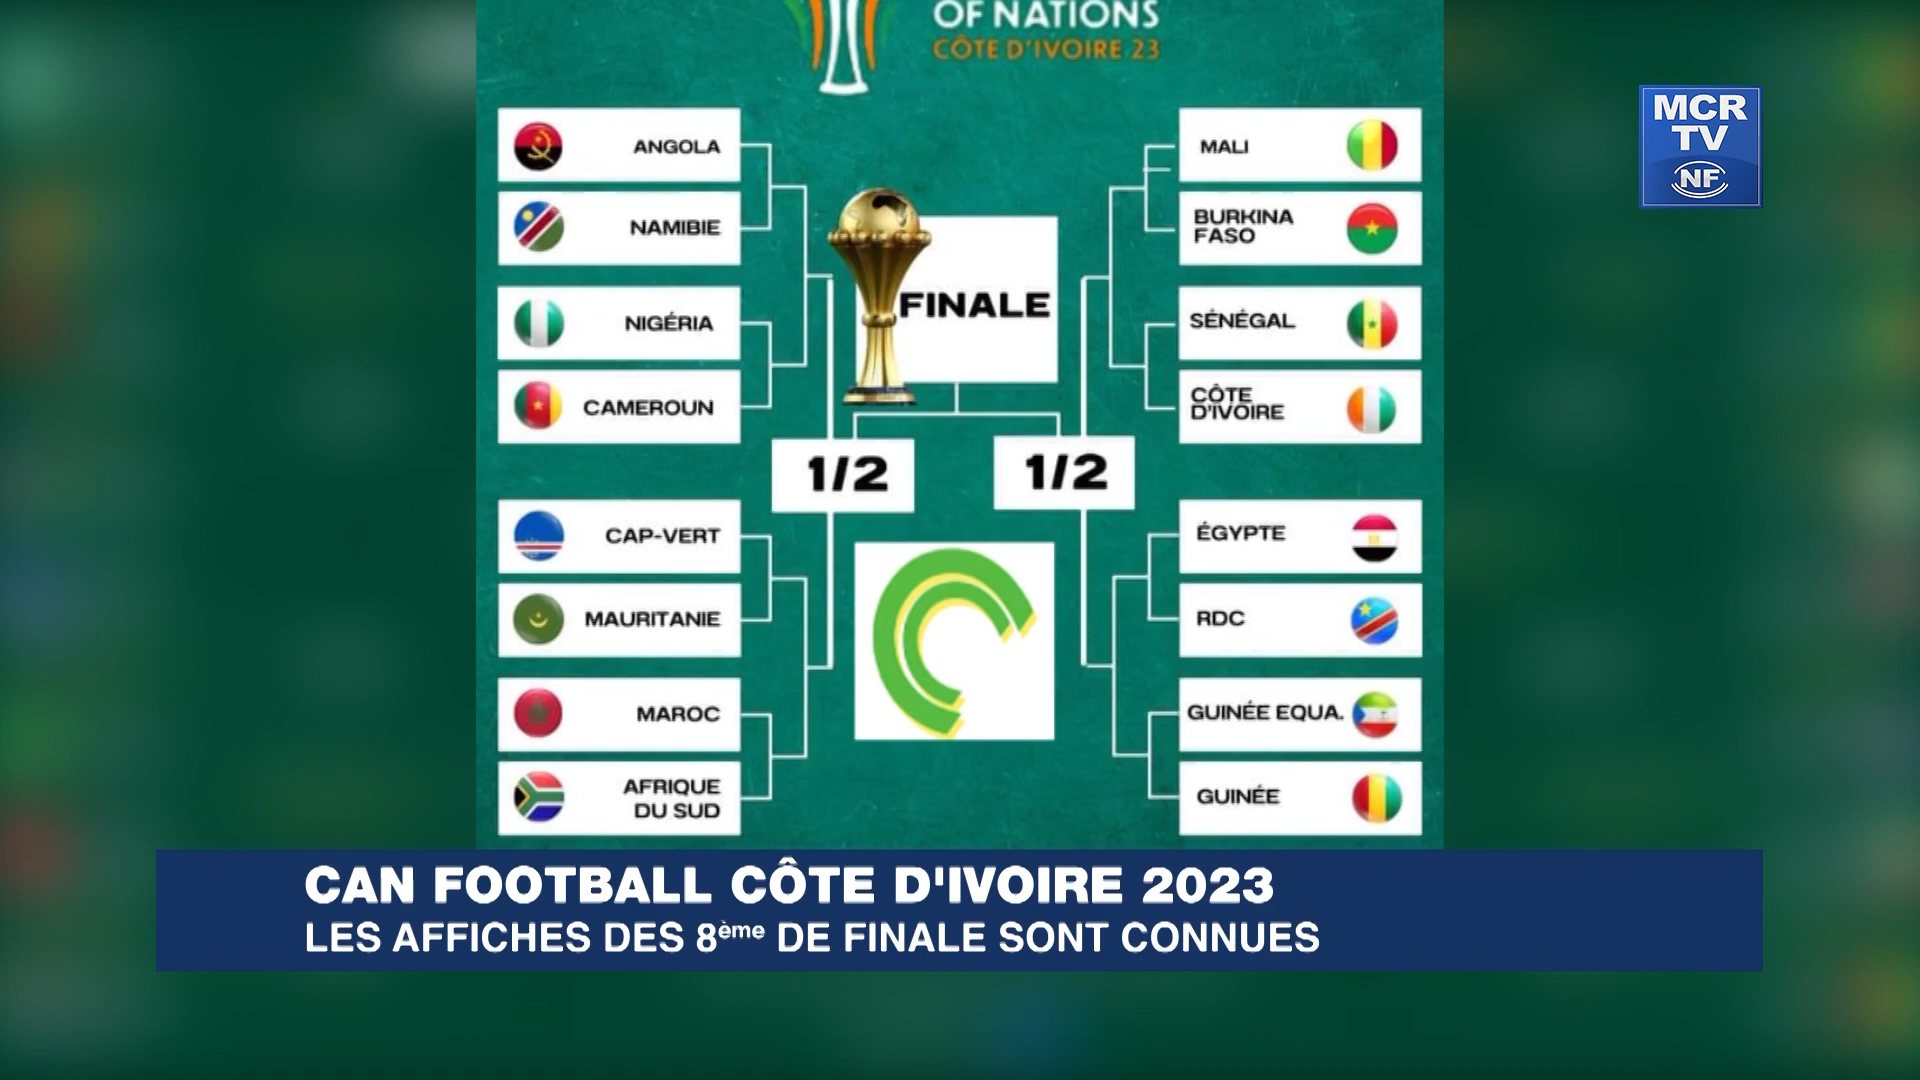 OF NATIONS
CÔTE D'IVOIRE 23
MCR
TV
NF
ANGOLA
NAMIBIE
NIGÉRIA
CAMEROUN
CAP-VERT
MAURITANIE
MAROC
AFRIQUE
DU SUD
FINALE
1/2
1/2
MALI
BURKINA
FASO
SÉNÉGAL
CÔTE
D'IVOIRE
ÉGYPTE
RDC
GUINÉE EQUA.
GUINÉE
CAN FOOTBALL CÔTE D'IVOIRE 2023
LES AFFICHES DES 8ème DE FINALE SONT CONNUES